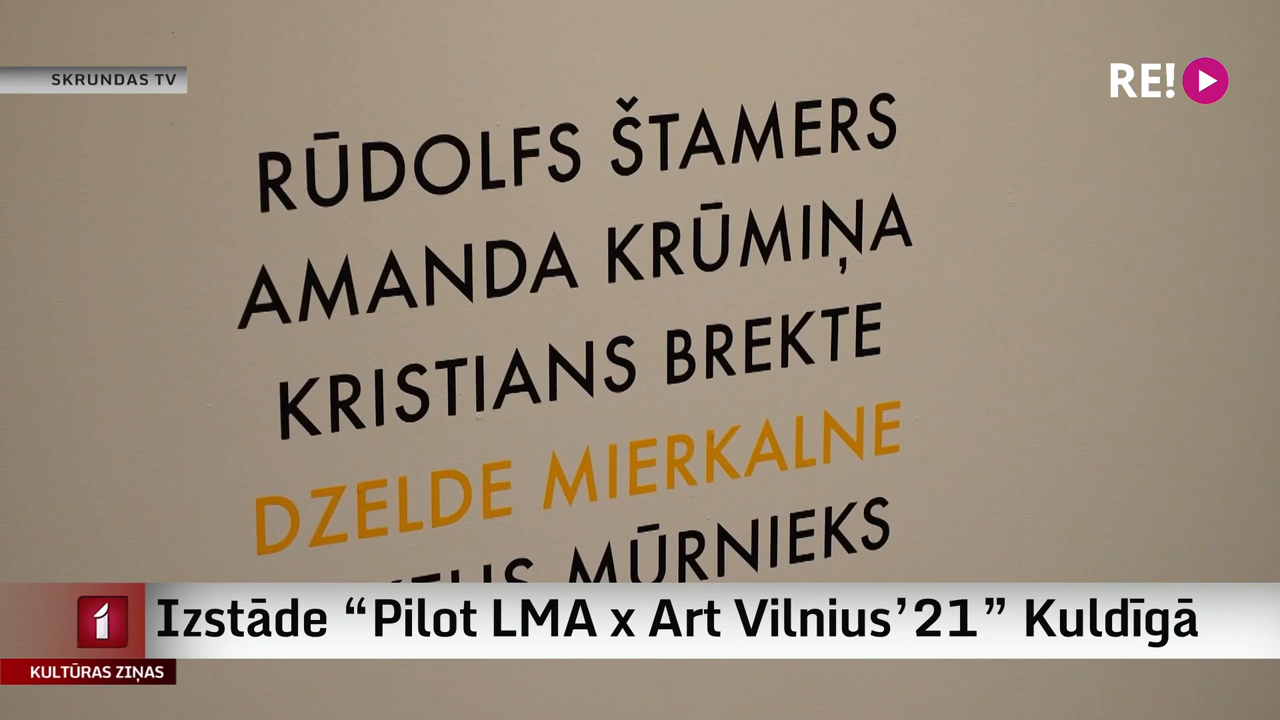 SKRUNDAS TV
RE!
RŪDOLFS ŠTAMERS
AMANDA KRŪMIŅA
KRISTIANS BREKTE
DZELDE MIERKALNE
MŪRNIEKS
1
Izstāde “Pilot LMA x Art Vilnius’21” Kuldīgā
KULTŪRAS ZIŅAS